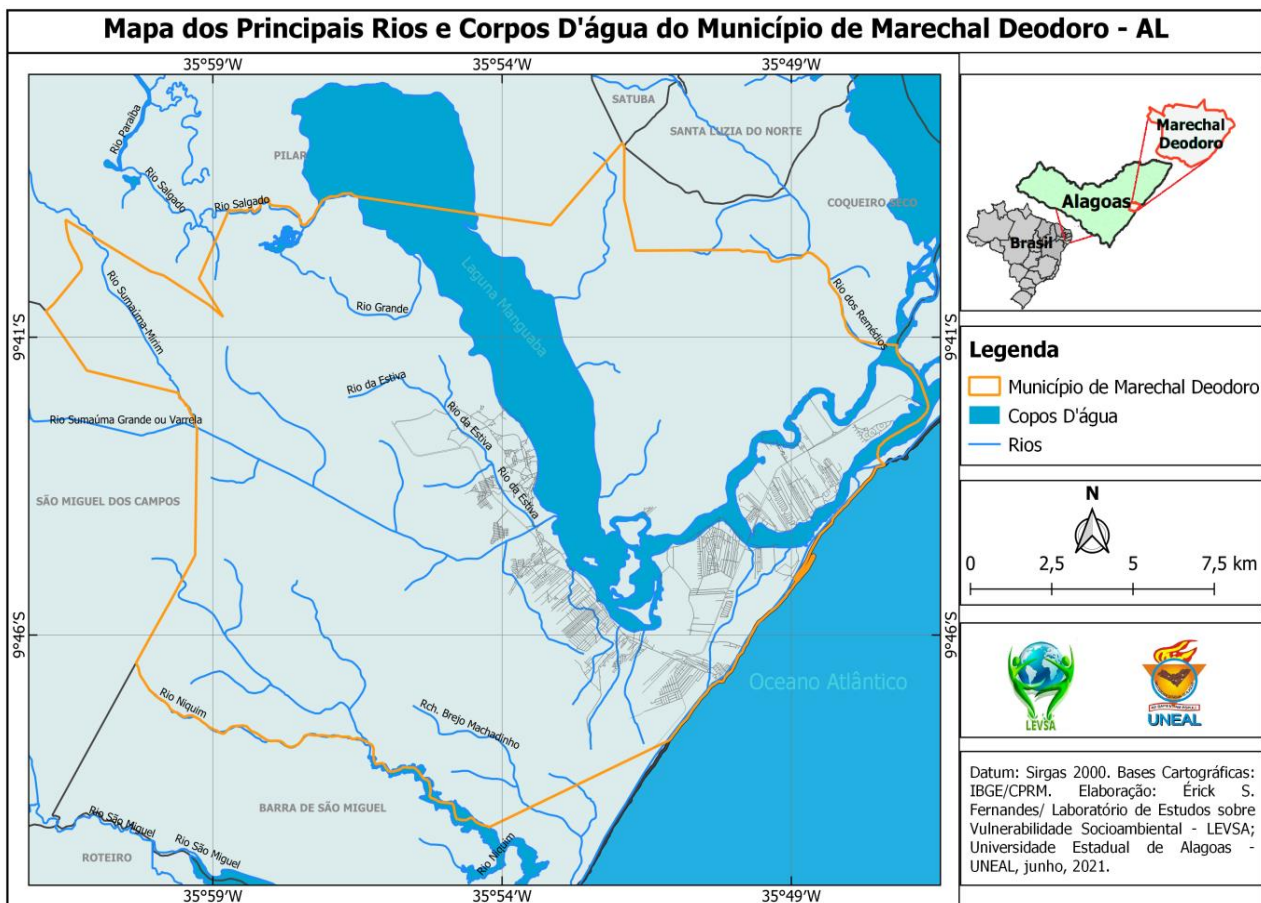 Mapa dos Principais Rios e Corpos D'água do Município de Marechal Deodoro - AL
35°59'W
35°54'W
35°49'W
SATUBA
SANTA LUZIA DO NORTE
Rio Paraíba
PILAR
Rio Salgado
Rio Salgado
COQUEIRO SECO
Laguna Manguaba
Rio Sumaúma-Mirim
Rio Grande
Rio dos Remédios
9°41'S
9°41'S
Rio da Estiva
Rio da Estiva
Rio da Estiva
Rio Sumaúma Grande ou Varrela
SÃO MIGUEL DOS CAMPOS
9°46'S
9°46'S
Oceano Atlântico
Rio Niquim
Rch. Brejo Machadinho
BARRA DE SÃO MIGUEL
Rio São Miguel
Rio São Miguel
Rio Niquim
ROTEIRO
35°59'W
35°54'W
35°49'W
Marechal
Deodoro
Alagoas
Brasil
Legenda
Município de Marechal Deodoro
Copos D'água
Rios
N
0 2,5 5 7,5 km
LEVSA
UNEAL
Datum: Sirgas 2000. Bases Cartográficas:
IBGE/CPRM. Elaboração: Érick S.
Fernandes/ Laboratório de Estudos sobre
Vulnerabilidade Socioambiental - LEVSA;
Universidade Estadual de Alagoas -
UNEAL, junho, 2021.